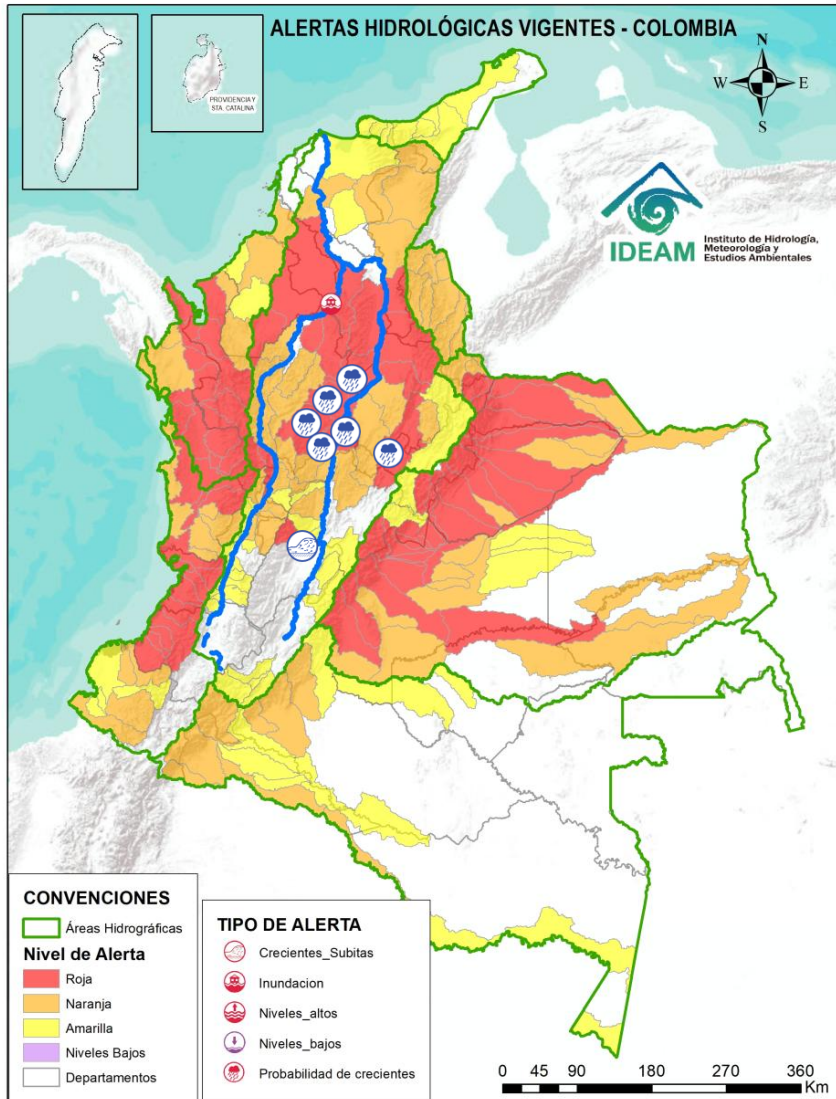 ALERTAS HIDROLÓGICAS VIGENTES - COLOMBIA
PROVIDENCIA Y
STA. CATALINA
N
W
E
S
IDEAM
Instituto de Hidrología,
Meteorología y
Estudios Ambientales
CONVENCIONES
Áreas Hidrográficas
Nivel de Alerta
Roja
Naranja
Amarilla
Niveles Bajos
Departamentos
TIPO DE ALERTA
Crecientes_Subitas
Inundacion
Niveles_altos
Niveles_bajos
Probabilidad de crecientes
0 45 90 180 270 360
Km